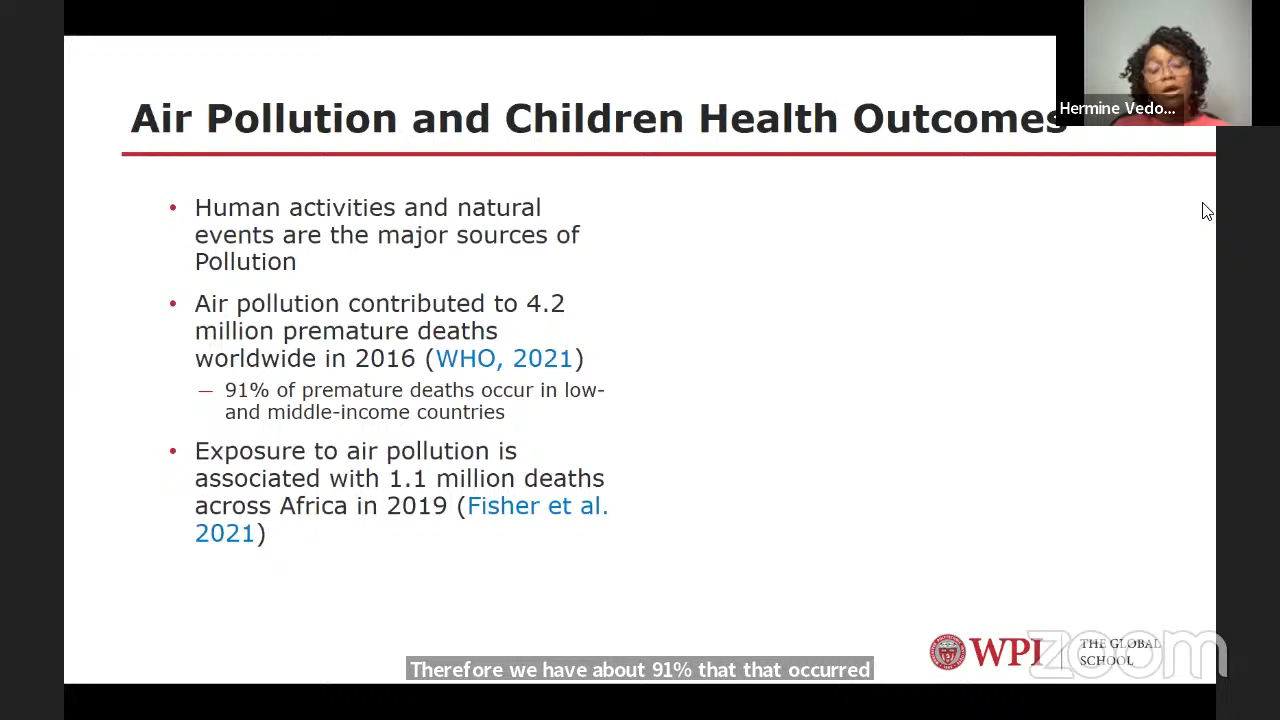 Air Pollution and Children Health Outcomes
Hermine Vedo...
• Human activities and natural
events are the major sources of
Pollution
• Air pollution contributed to 4.2
million premature deaths
worldwide in 2016 (WHO, 2021)
— 91% of premature deaths occur in low-
and middle-income countries
• Exposure to air pollution is
associated with 1.1 million deaths
across Africa in 2019 (Fisher et al.
2021)
WPI THE GLOBAL
SCHOOL
zoom
Therefore we have about 91% that that occurred